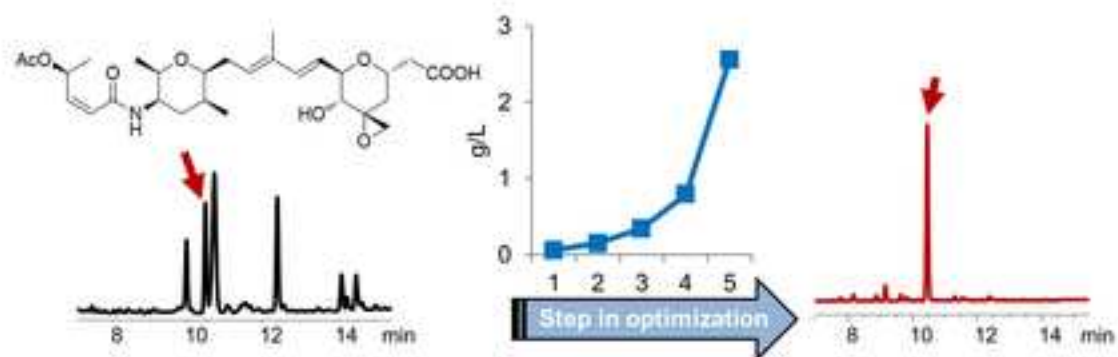 AcO
O
N
H
O
O
HO
O
COOH
8 10 12 14 min
g/L
3
2
1
0
1 2 3 4 5
Step in optimization
8 10 12 14 min